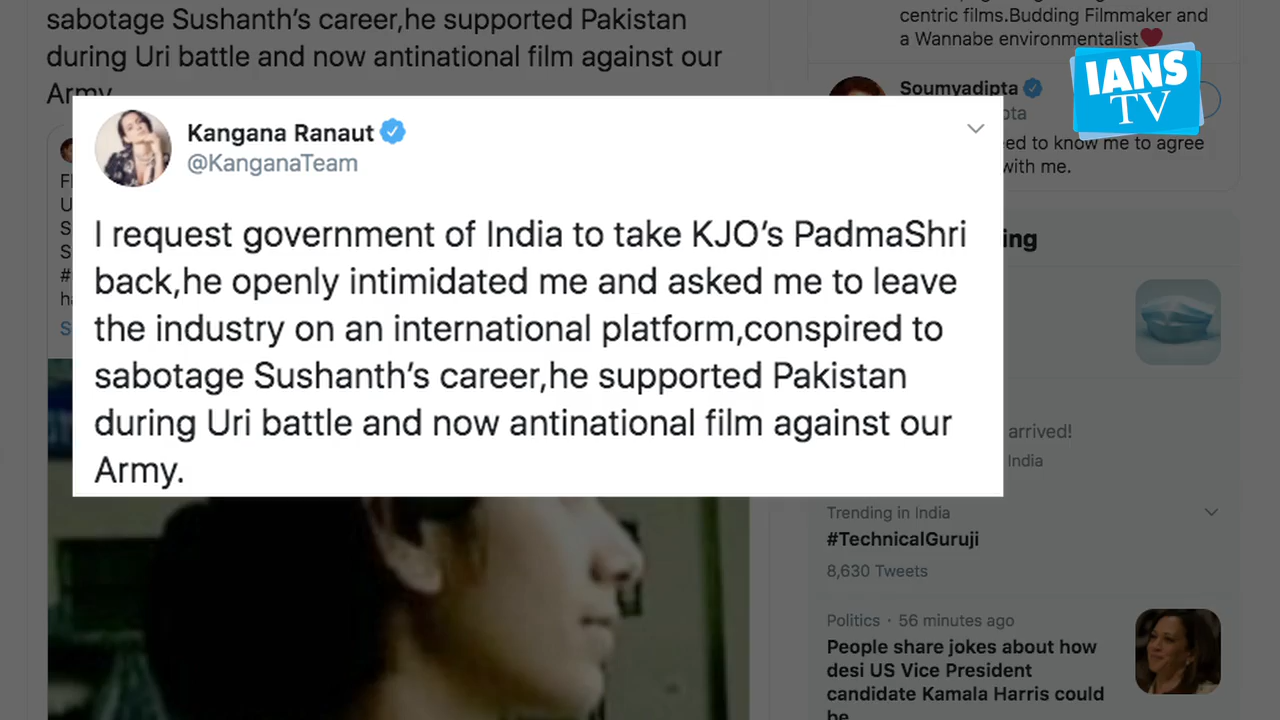 sabotage Sushanth's career,he supported Pakistan
during Uri battle and now antinational film against our
Army.
centric films.Budding Filmmaker and
a Wannabe environmentalist
Soumyadipta
IANS
TV
ed to know me to agree
with me.
Kangana Ranaut
@KanganaTeam
I request government of India to take KJO's PadmaShri
back,he openly intimidated me and asked me to leave
the industry on an international platform,conspired to
sabotage Sushanth's career,he supported Pakistan
during Uri battle and now antinational film against our
Army.
ing
arrived!
India
Trending in India
#TechnicalGuruji
8,630 Tweets
Politics · 56 minutes ago
People share jokes about how
desi US Vice President
candidate Kamala Harris could
be